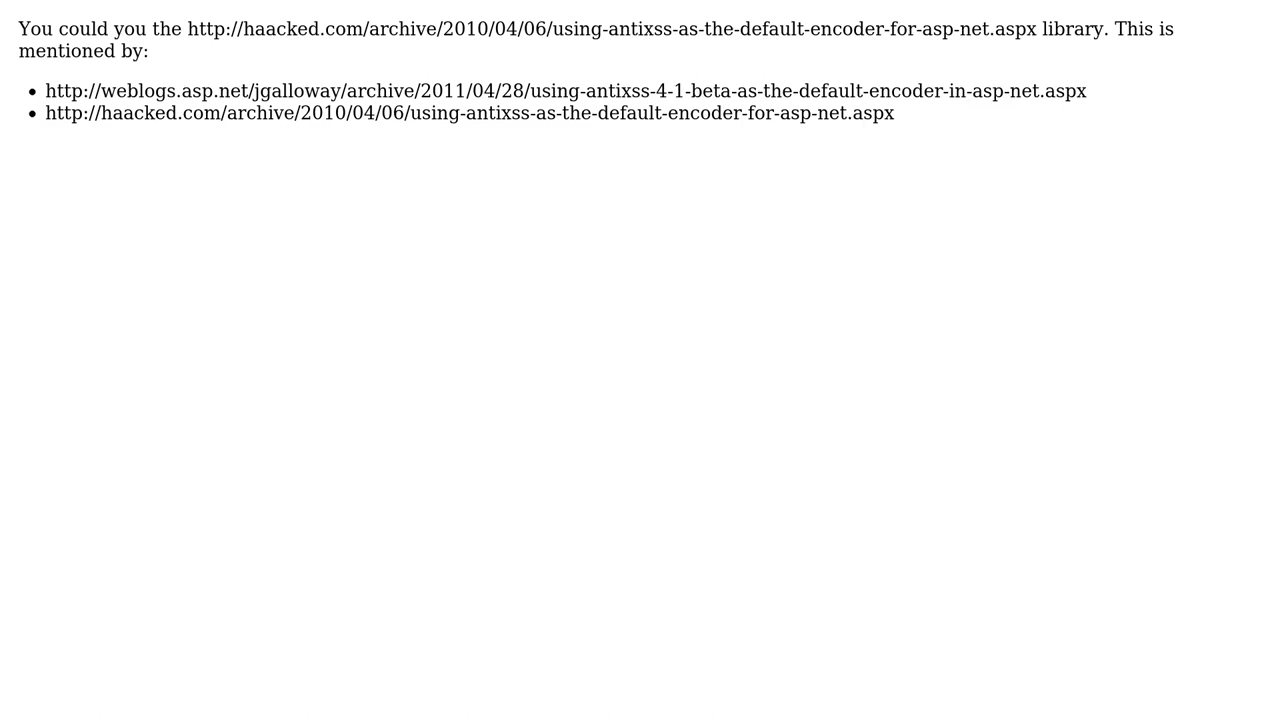 You could you the http://haacked.com/archive/2010/04/06/using-antixss-as-the-default-encoder-for-asp-net.aspx library. This is
mentioned by:
• http://weblogs.asp.net/jgalloway/archive/2011/04/28/using-antixss-4-1-beta-as-the-default-encoder-in-asp-net.aspx
• http://haacked.com/archive/2010/04/06/using-antixss-as-the-default-encoder-for-asp-net.aspx